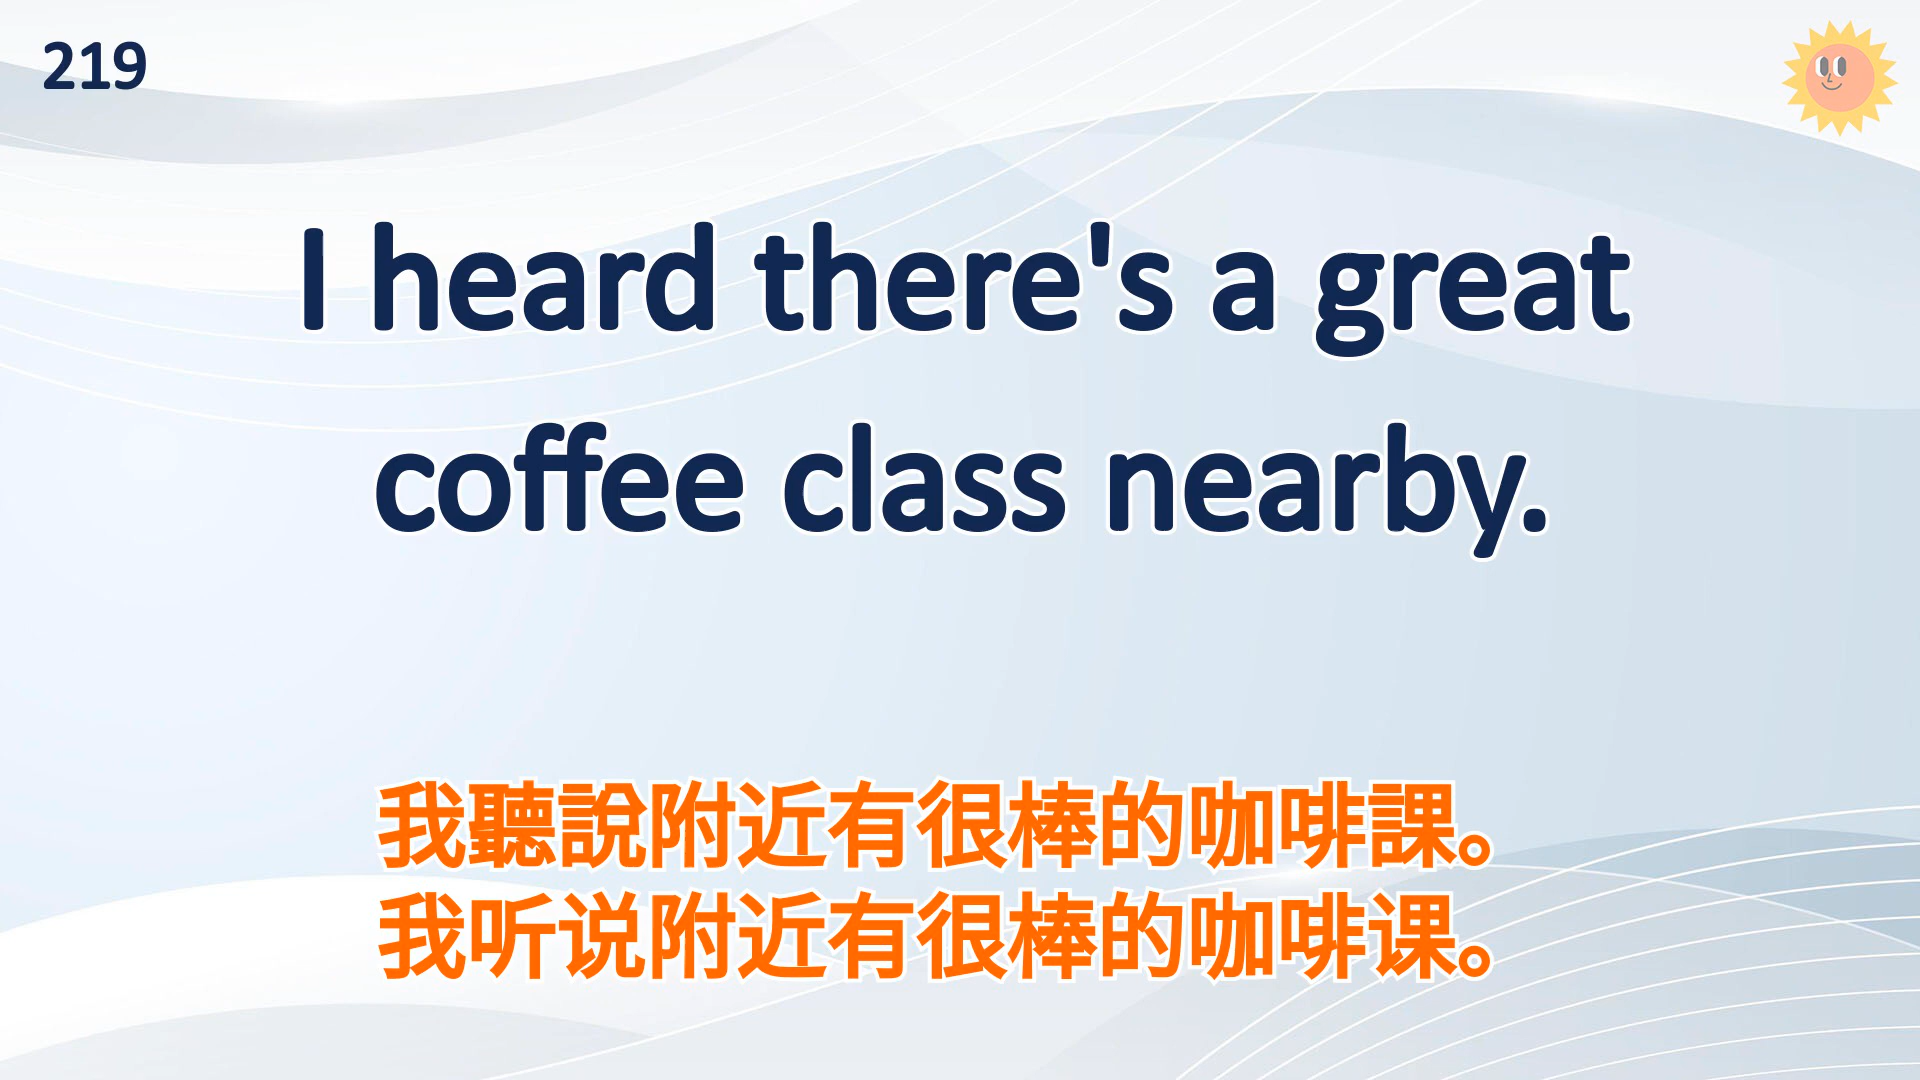 219
I heard there's a great
coffee class nearby.
我聽說附近有很棒的咖啡課。
我听说附近有很棒的咖啡课。